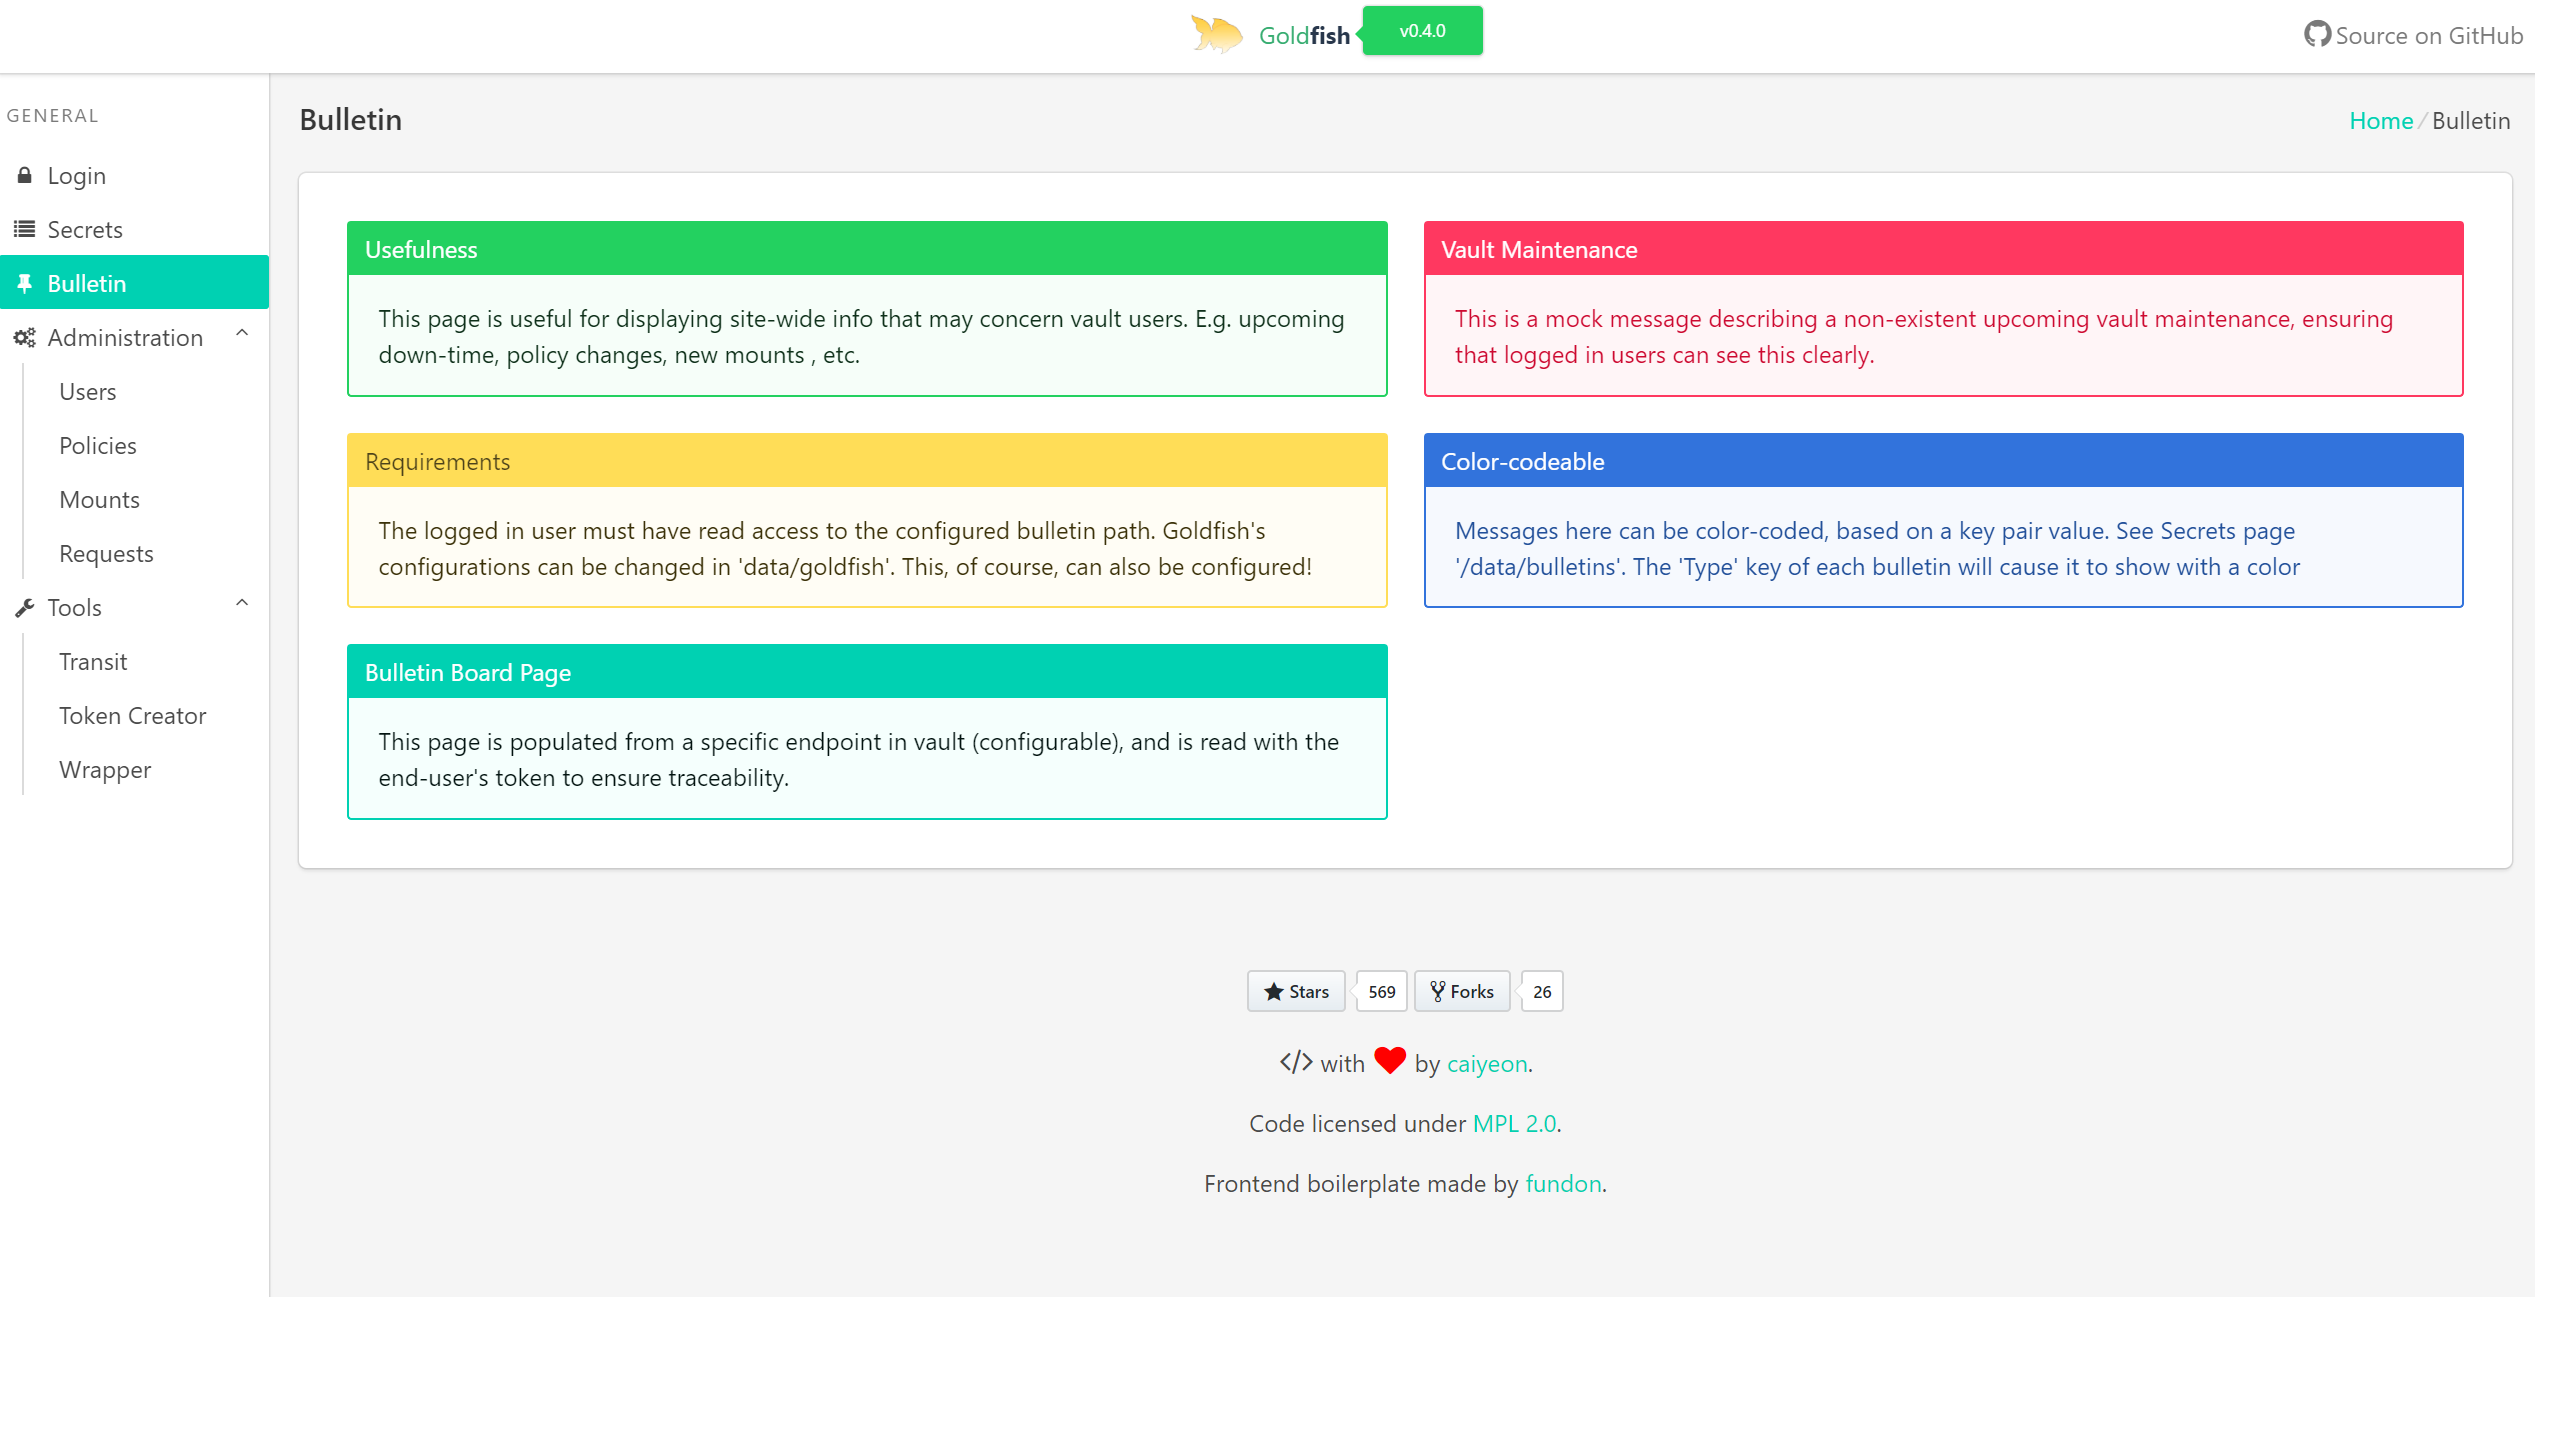 Goldfish
v0.4.0
Source on GitHub
GENERAL
Login
Secrets
Bulletin
Administration
Users
Policies
Mounts
Requests
Tools
Transit
Token Creator
Wrapper
Bulletin
Home / Bulletin
Usefulness
This page is useful for displaying site-wide info that may concern vault users. E.g. upcoming
down-time, policy changes, new mounts , etc.
Vault Maintenance
This is a mock message describing a non-existent upcoming vault maintenance, ensuring
that logged in users can see this clearly.
Requirements
The logged in user must have read access to the configured bulletin path. Goldfish's
configurations can be changed in 'data/goldfish'. This, of course, can also be configured!
Color-codeable
Messages here can be color-coded, based on a key pair value. See Secrets page
'/data/bulletins'. The 'Type' key of each bulletin will cause it to show with a color
Bulletin Board Page
This page is populated from a specific endpoint in vault (configurable), and is read with the
end-user's token to ensure traceability.
Stars 569 Forks 26
</> with by caiyeon.
Code licensed under MPL 2.0.
Frontend boilerplate made by fundon.